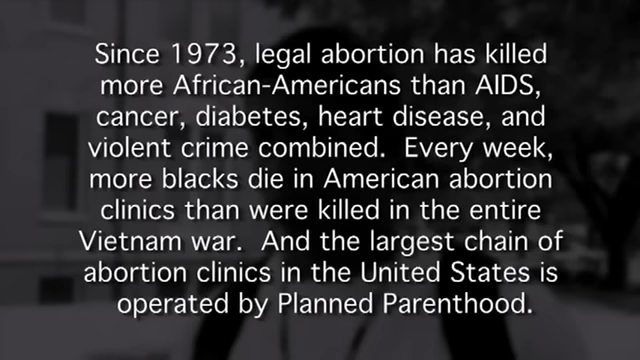 Since 1973, legal abortion has killed
more African-Americans than AIDS,
cancer, diabetes, heart disease, and
violent crime combined.  Every week,
more blacks die in American abortion
clinics than were killed in the entire
Vietnam war.  And the largest chain of
abortion clinics in the United States is
operated by Planned Parenthood.